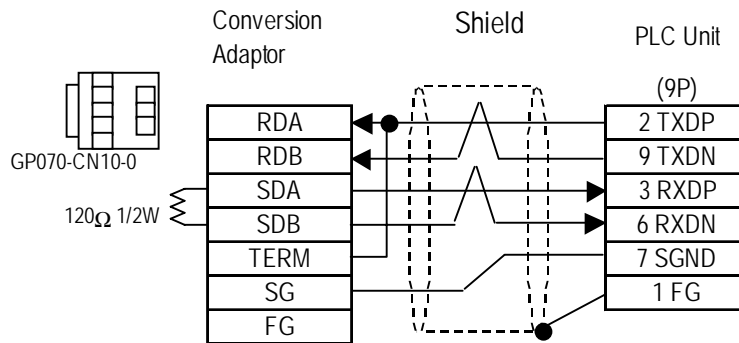 Conversion
Adaptor
Shield
PLC Unit
(9P)
GP070-CN10-0
120Ω 1/2W
RDA
RDB
SDA
SDB
TERM
SG
FG
2 TXDP
9 TXDN
3 RXDP
6 RXDN
7 SGND
1 FG